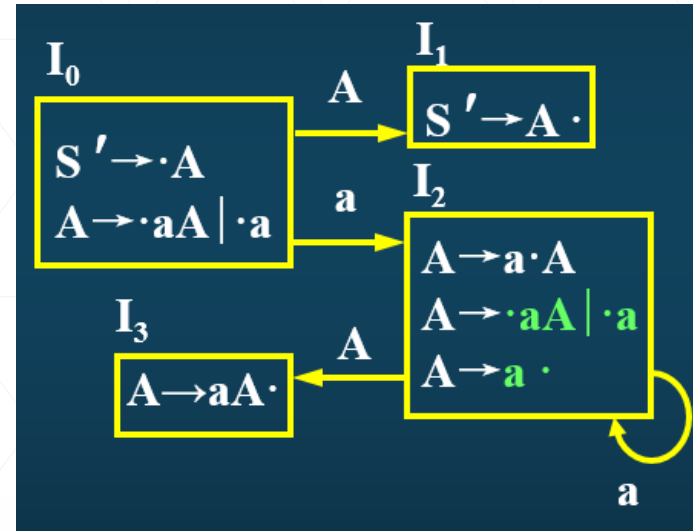 I₀
S ′→·A
A→·aA|·a
A
a
I₁
S ′→A ·
I₂
A→a·A
A→·aA|·a
A→a ·
A
I₃
A→aA·
a